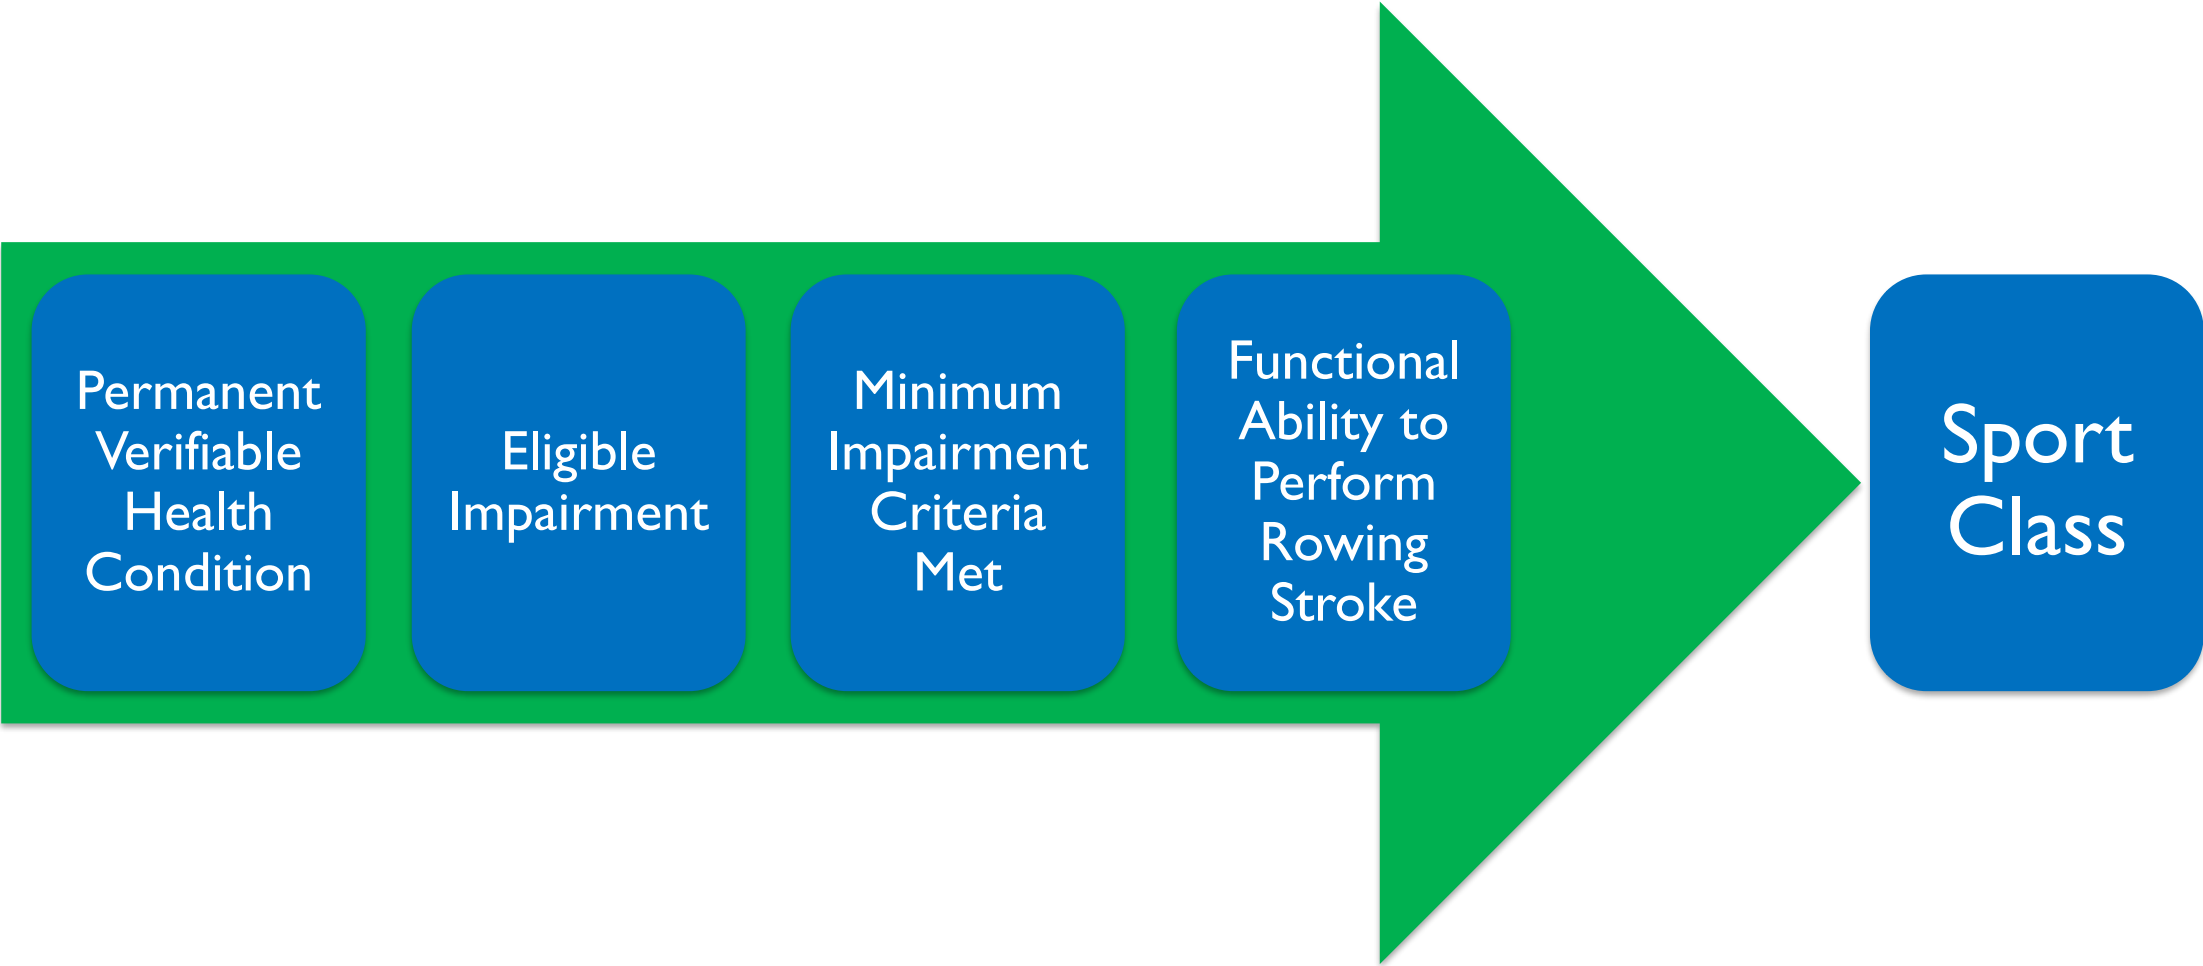 Permanent
Verifiable
Health
Condition
Eligible
Impairment
Minimum
Impairment
Criteria
Met
Functional
Ability to
Perform
Rowing
Stroke
Sport
Class